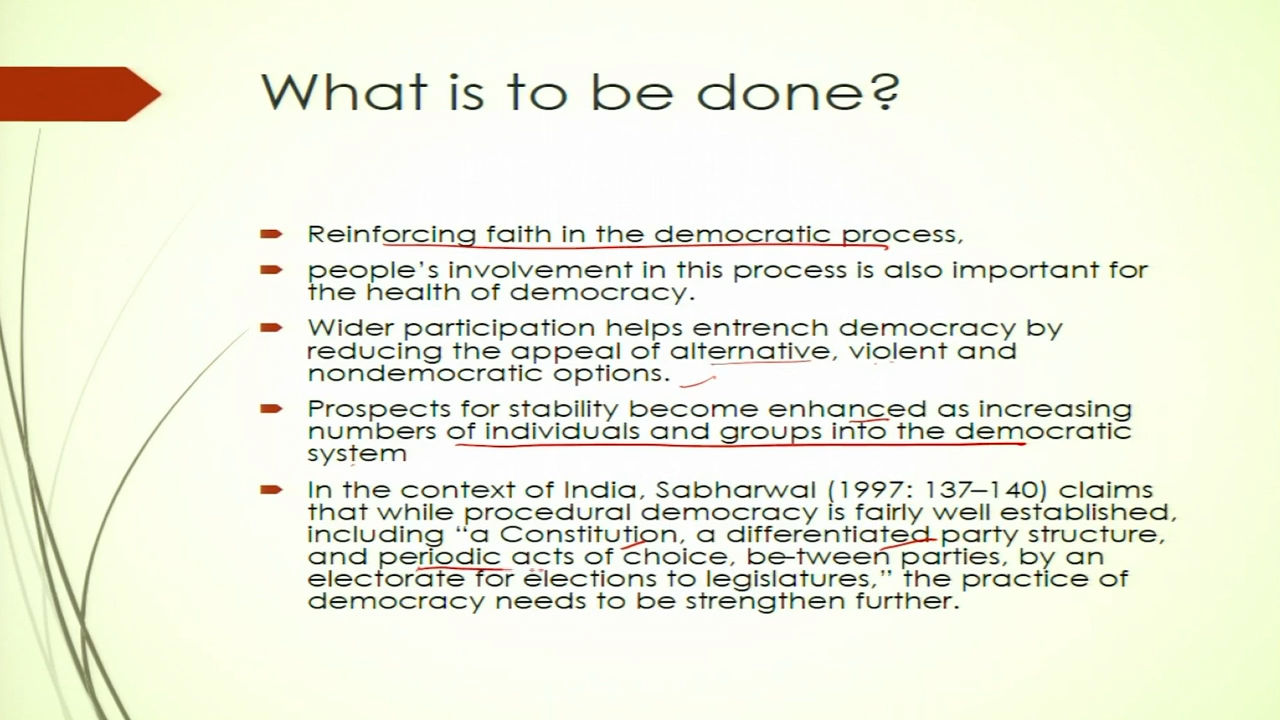 What is to be done?
Reinforcing faith in the democratic process,
people's involvement in this process is also important for
the health of democracy.
Wider participation helps entrench democracy by
reducing the appeal of alternative, violent and
nondemocratic options.
Prospects for stability become enhanced as increasing
numbers of individuals and groups into the democratic
system
In the context of India, Sabharwal (1997: 137–140) claims
that while procedural democracy is fairly well established,
including “a Constitution, a differentiated party structure,
and periodic acts of choice, be-tween parties, by an
electorate for elections to legislatures,” the practice of
democracy needs to be strengthen further.